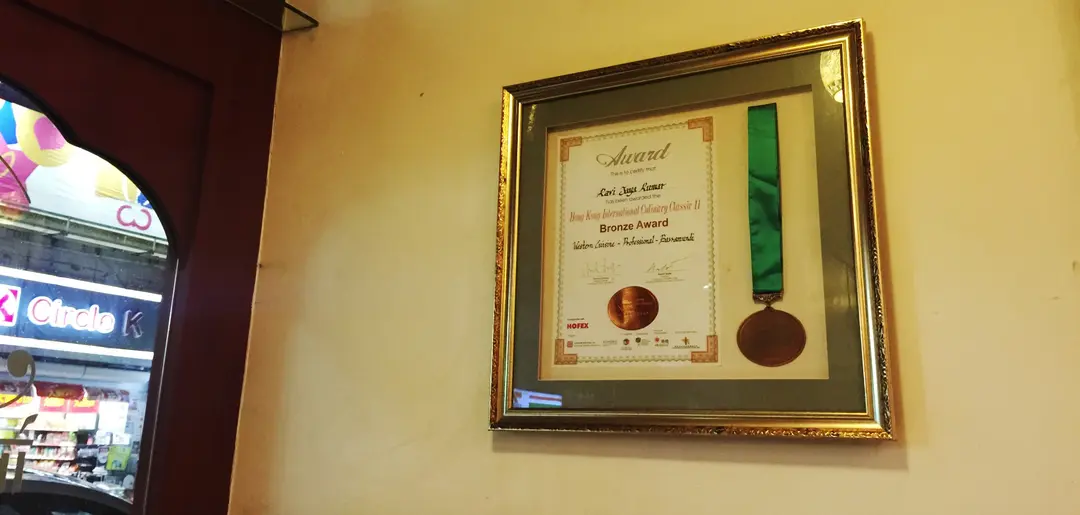 Circle K
Award
This is to certify that
Ravi Jaya Kumar
has been awarded the
Hong Kong International Culinary Classic 11
Bronze Award
Western Cuisine - Professional - Barramundi
HOFEX